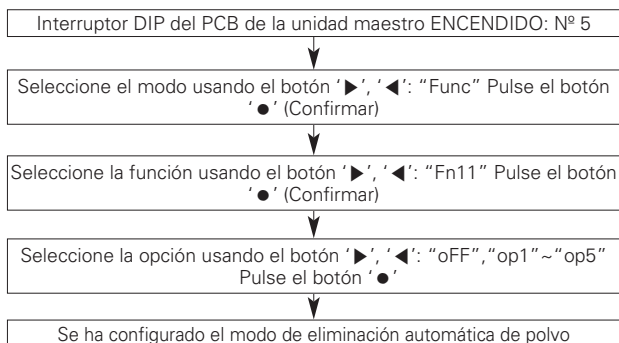 Interruptor DIP del PCB de la unidad maestro ENCENDIDO: Nº 5
Seleccione el modo usando el botón ‘▶’, ‘◀’: “Func” Pulse el botón
‘●’ (Confirmar)
Seleccione la función usando el botón ‘▶’, ‘◀’: “Fn11” Pulse el botón
‘●’ (Confirmar)
Seleccione la opción usando el botón ‘▶’, ‘◀’: “oFF”,“op1”~“op5”
Pulse el botón ‘●’
Se ha configurado el modo de eliminación automática de polvo